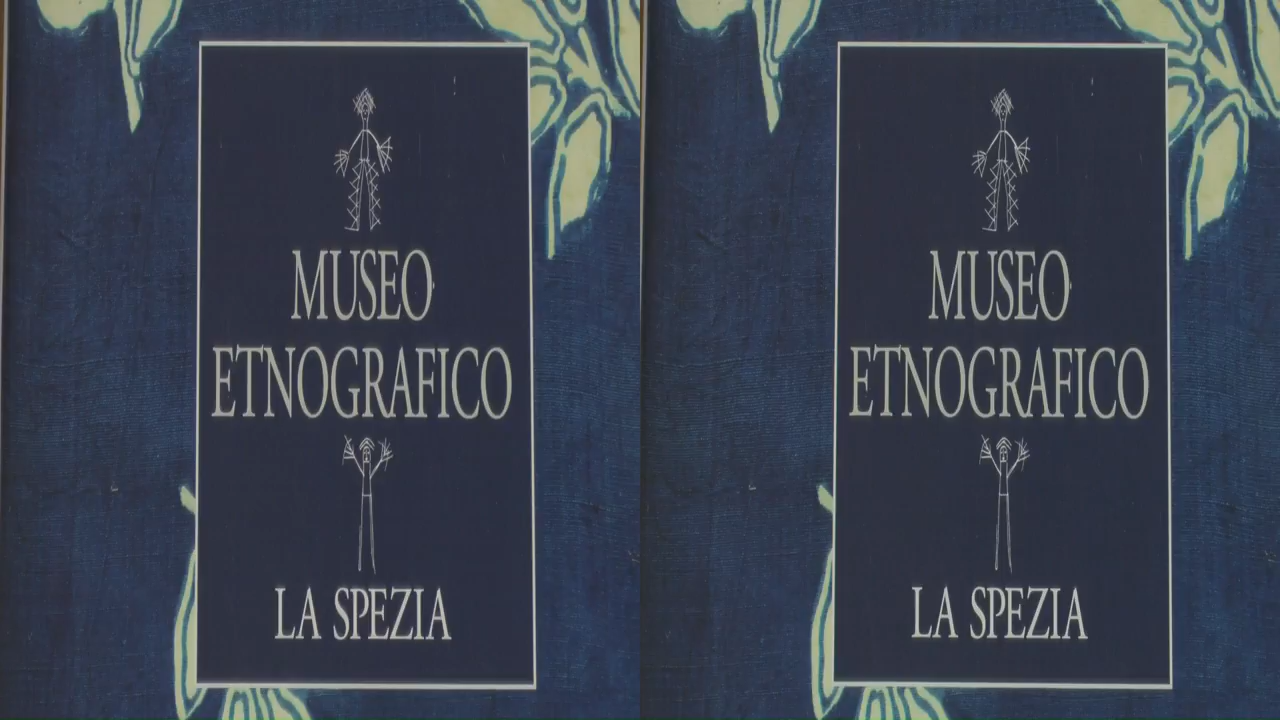 MUSEO
ETNOGRAFICO
LA SPEZIA
MUSEO
ETNOGRAFICO
LA SPEZIA